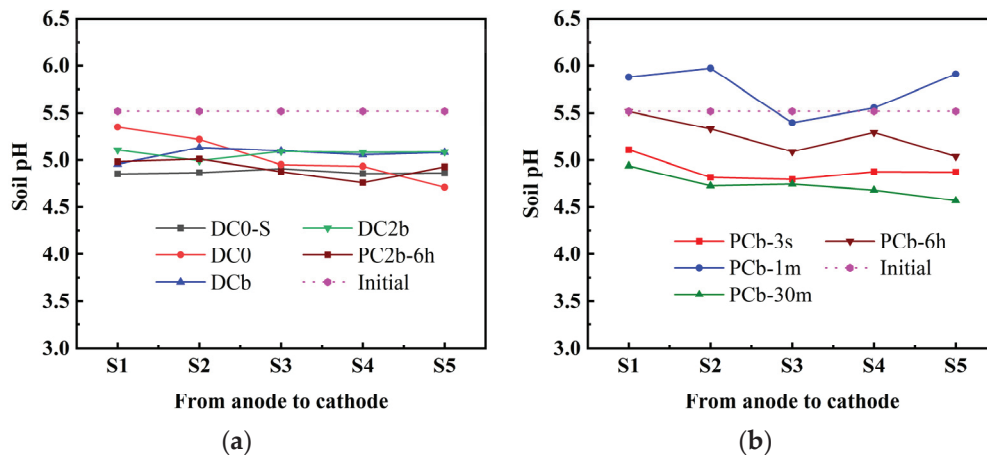 6.5
6.0
5.5
5.0
4.5
4.0
3.5
3.0
Soil pH
DC0-S
DC0
DCb
DC2b
PC2b-6h
Initial
S1 S2 S3 S4 S5
From anode to cathode
(a)
6.5
6.0
5.5
5.0
4.5
4.0
3.5
3.0
Soil pH
PCb-3s
PCb-1m
PCb-30m
PCb-6h
Initial
S1 S2 S3 S4 S5
From anode to cathode
(b)